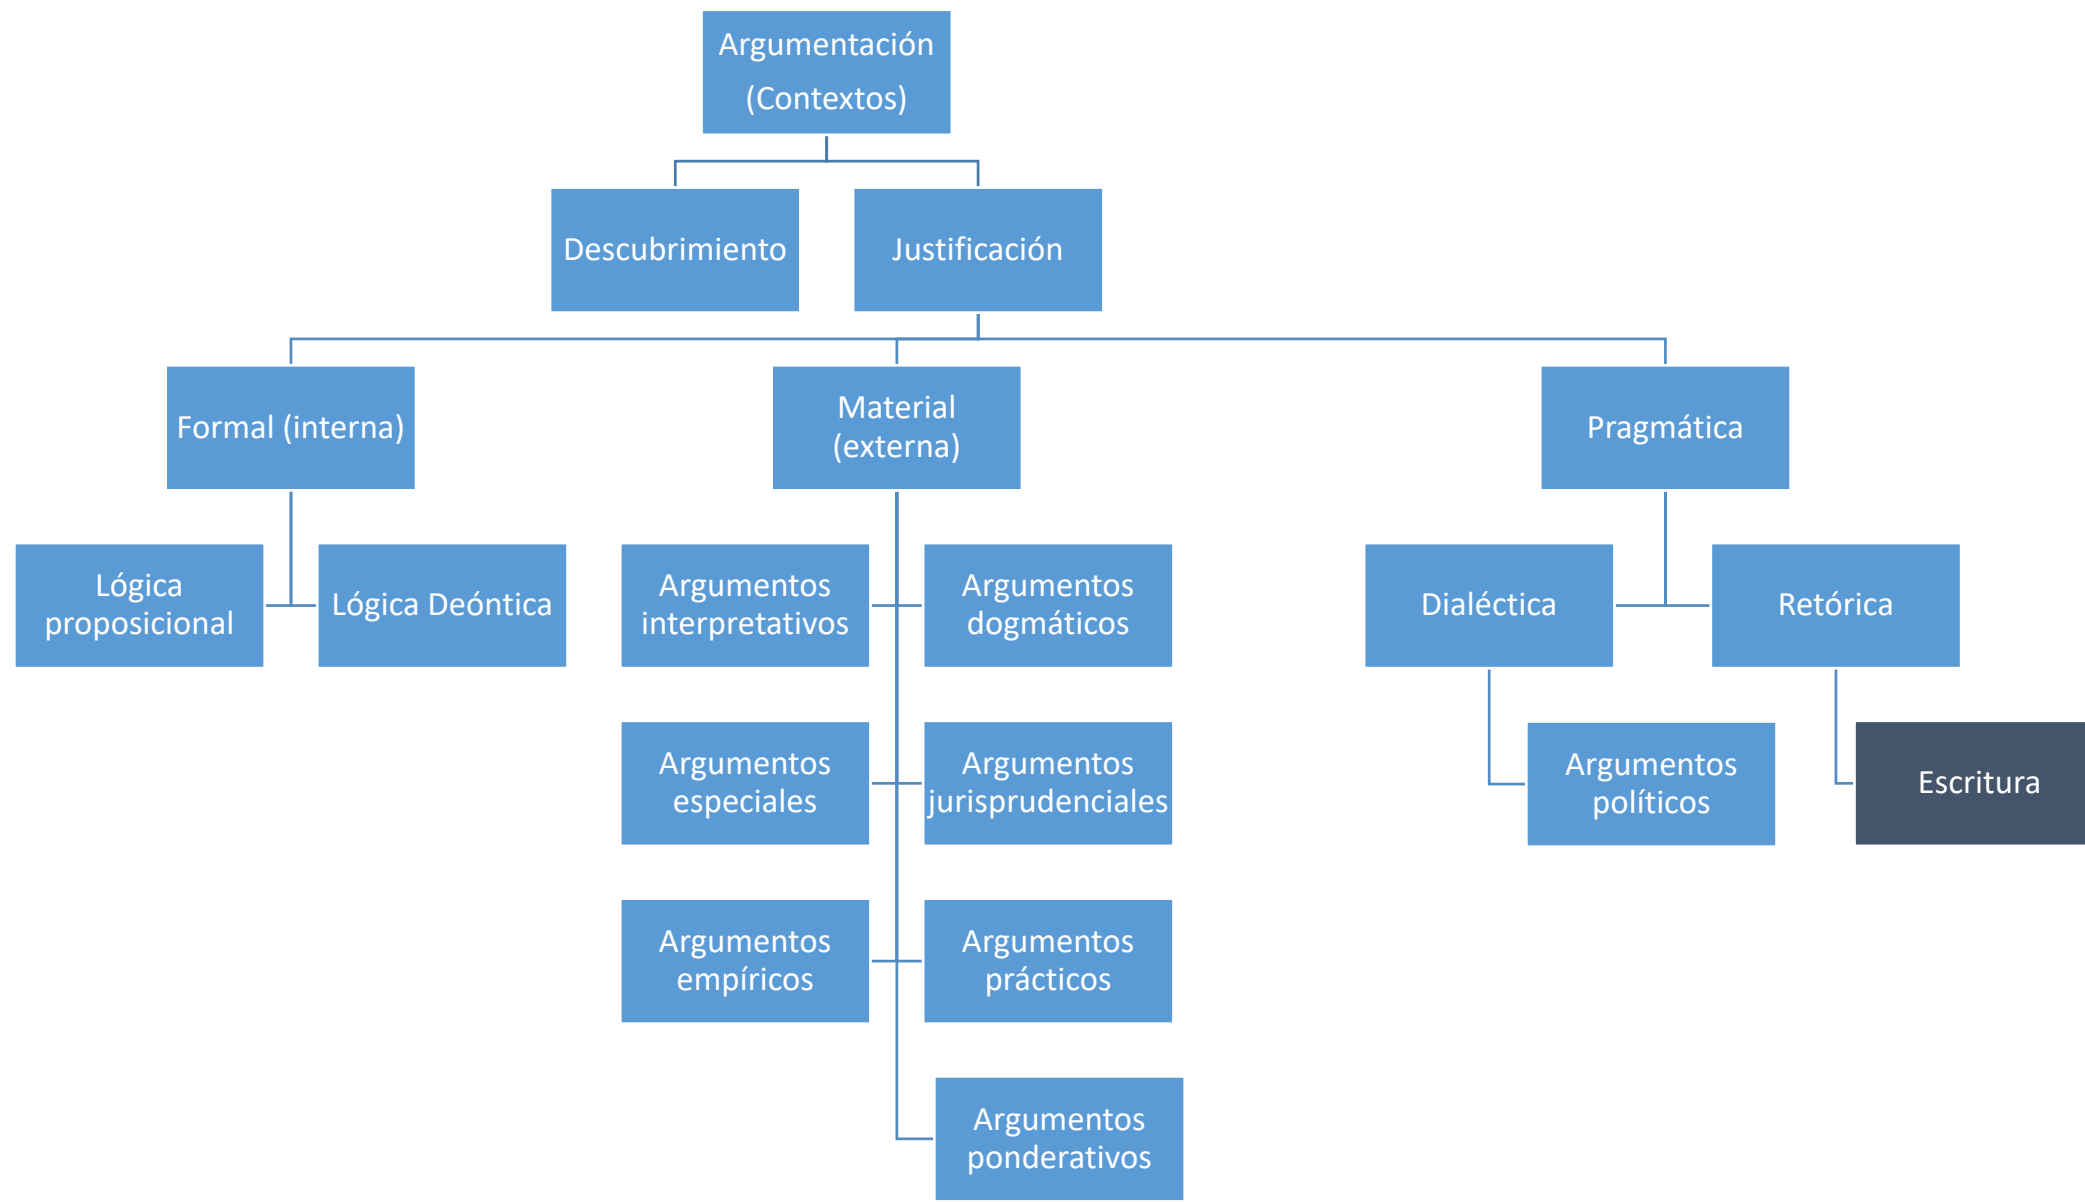 Argumentación
(Contextos)
Descubrimiento
Justificación
Formal (interna)
Material
(externa)
Pragmática
Lógica
proposicional
Lógica Deóntica
Argumentos
interpretativos
Argumentos
dogmáticos
Dialéctica
Retórica
Argumentos
especiales
Argumentos
jurisprudenciales
Argumentos
políticos
Escritura
Argumentos
empíricos
Argumentos
prácticos
Argumentos
ponderativos